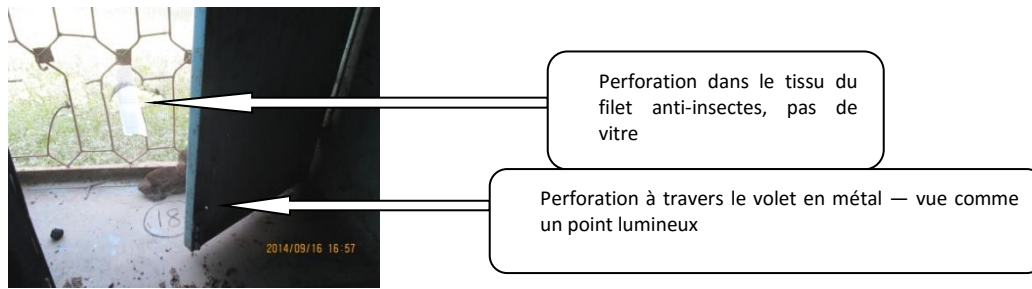 Perforation dans le tissu du
filet anti-insectes, pas de
vitre
Perforation à travers le volet en métal — vue comme
un point lumineux
18
2014/09/16 16:57